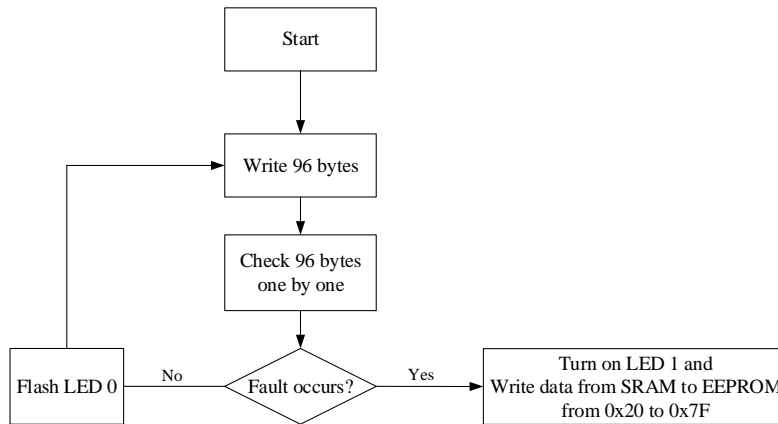 Start
Write 96 bytes
Check 96 bytes
one by one
Flash LED 0
No
Fault occurs?
Yes
Turn on LED 1 and
Write data from SRAM to EEPROM
from 0x20 to 0x7F